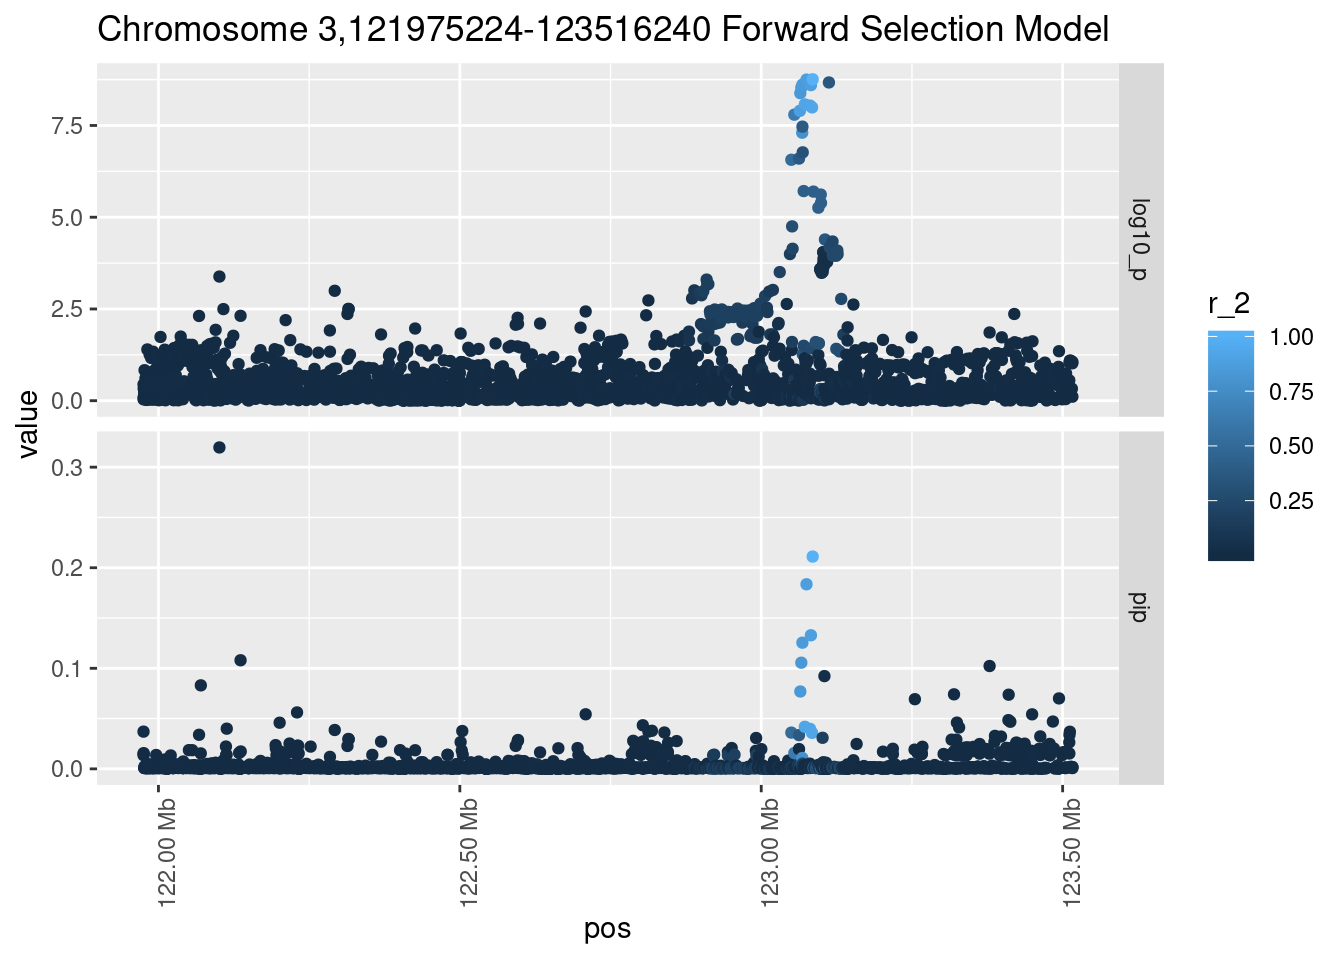 Chromosome 3,121975224-123516240 Forward Selection Model
7.5
5.0
2.5
0.0
log10_p
0.3
0.2
0.1
0.0
pip
value
122.00 Mb
122.50 Mb
123.00 Mb
123.50 Mb
pos
r_2
1.00
0.75
0.50
0.25